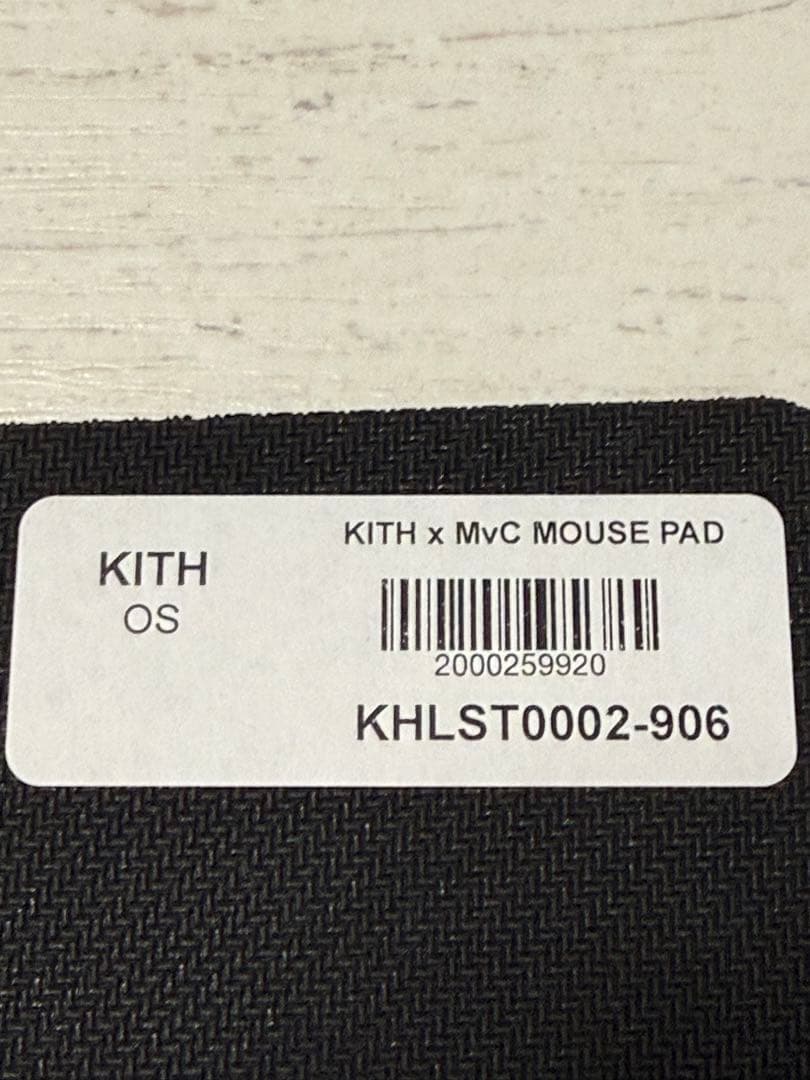 KITH
OS
KITH x MvC MOUSE PAD
2000259920
KHLST0002-906